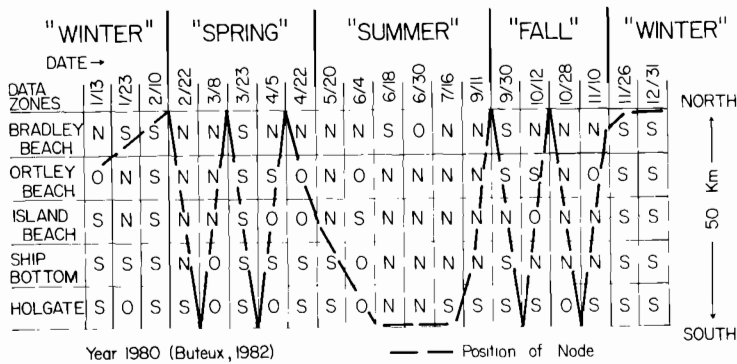 "WINTER" "SPRING" "SUMMER" "FALL" "WINTER"
DATE →
DATA ZONES 1/13 1/23 2/10 2/22 3/8 3/23 4/5 4/22 5/20 6/4 6/18 6/30 7/16 9/11 9/30 10/12 10/28 11/10 11/26 12/31 NORTH
BRADLEY BEACH N S S N N S N N N N S O N N S N N N S S
ORTLEY BEACH O N S N N S S O N O N N N N S S N O S S
ISLAND BEACH S N S N N S O O N S N N N N N O N N S S
SHIP BOTTOM S S S N O S S S S O N N N N S N N N S S
HOLGATE S O S S O S O S S O N N S S S S O S S S
50 Km
SOUTH
Year 1980 (Buteux, 1982) Position of Node